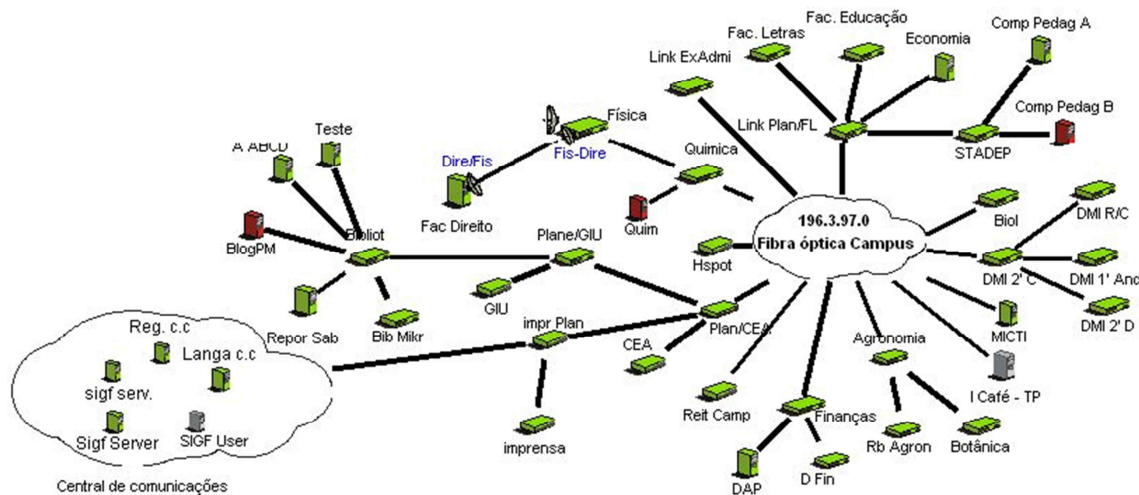 Fac. Educação
Comp Pedag A
Fac. Letras
Economia
Link ExAdmi
Comp Pedag B
Física
Link Plan/FL
Teste
Quimica
STADEP
A ABCD
Dire/Fis
Fis-Dire
Biol
DMI R/C
196.3.97.0
Fibra óptica Campus
Fac Direito
Quim
BlogPM
Bibliot
Plane/GIU
Hspot
DMI 2' C
DMI 1' And
GIU
MICTI
DMI 2' D
Reg. c.c
Repor Sab
Bib Mikr
impr Plan
Plan/CEA
Langa c.c
CEA
Agronomia
sigf serv.
I Café - TP
Reit Camp
Finanças
Sigf Server
SIGF User
imprensa
Rb Agron
Botânica
DAP
D Fin
Central de comunicações